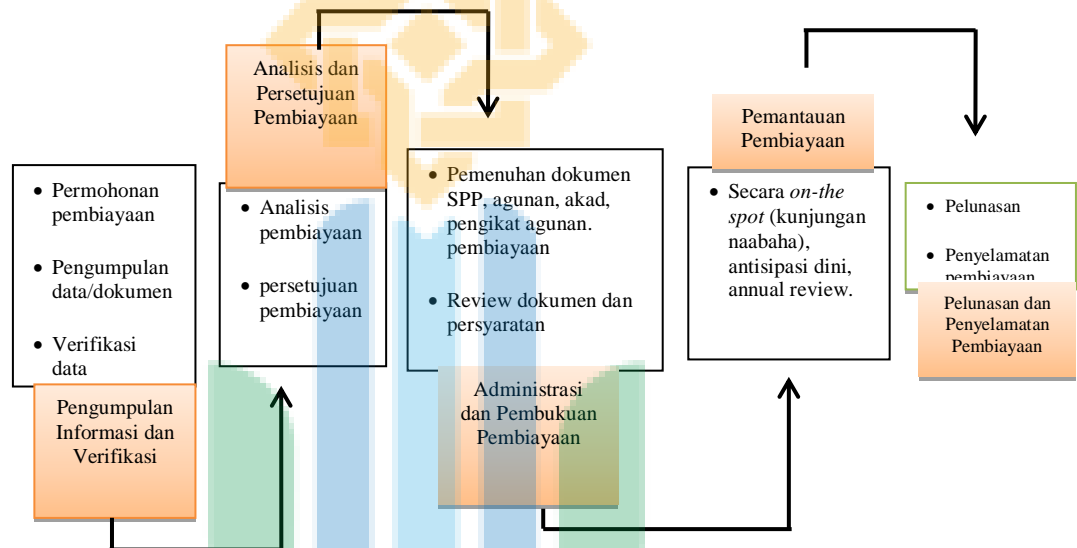 • Permohonan
pembiayaan
• Pengumpulan
data/dokumen
• Verifikasi
data
Pengumpulan
Informasi dan
Verifikasi
Analisis dan
Persetujuan
Pembiayaan
• Analisis
pembiayaan
• persetujuan
pembiayaan
• Pemenuhan dokumen
SPP, agunan, akad,
pengikat agunan.
pembiayaan
• Review dokumen dan
persyaratan
Administrasi
dan Pembukuan
Pembiayaan
Pemantauan
Pembiayaan
• Secara on-the
spot (kunjungan
naabaha),
antisipasi dini,
annual review.
• Pelunasan
• Penyelamatan
pembiayaan
Pelunasan dan
Penyelamatan
Pembiayaan